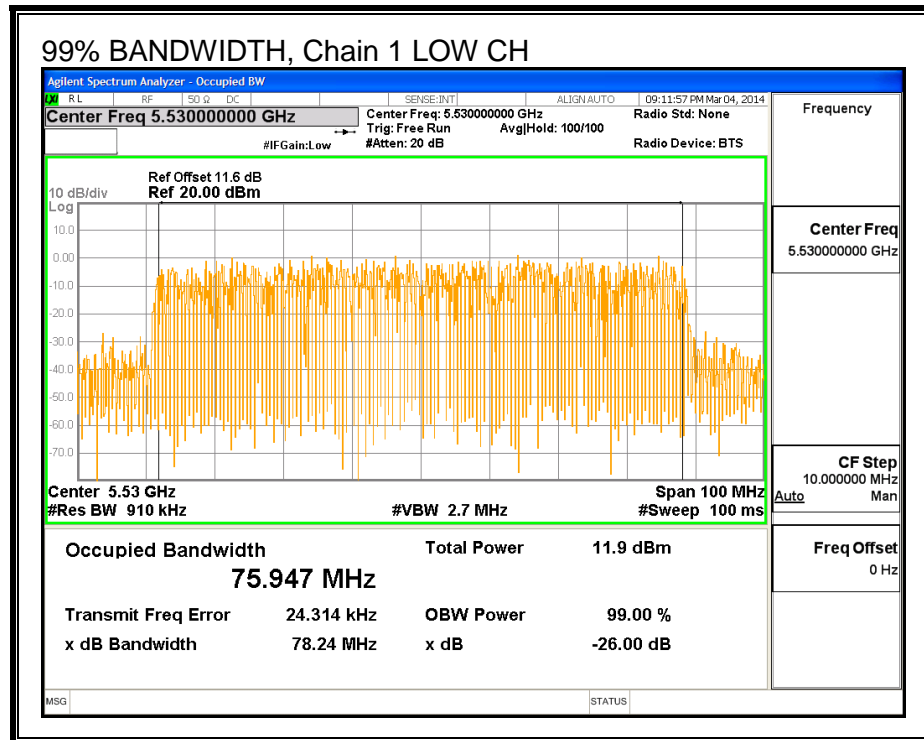 99% BANDWIDTH, Chain 1 LOW CH
Agilent Spectrum Analyzer - Occupied BW
LXI RL RF 50 Ω DC SENSE:INT ALIGN AUTO 09:11:57 PM Mar 04, 2014
Center Freq 5.530000000 GHz
Center Freq: 5.530000000 GHz Radio Std: None
Trig: Free Run Avg|Hold: 100/100
#IFGain:Low #Atten: 20 dB Radio Device: BTS
Ref Offset 11.6 dB
10 dB/div Ref 20.00 dBm
Log
10.0
0.00
-10.0
-20.0
-30.0
-40.0
-50.0
-60.0
-70.0
Center 5.53 GHz Span 100 MHz
#Res BW 910 kHz #VBW 2.7 MHz #Sweep 100 ms
Occupied Bandwidth Total Power 11.9 dBm
75.947 MHz
Transmit Freq Error 24.314 kHz OBW Power 99.00 %
x dB Bandwidth 78.24 MHz x dB -26.00 dB
MSG STATUS
Frequency
Center Freq
5.530000000 GHz
CF Step
10.000000 MHz
Auto Man
Freq Offset
0 Hz